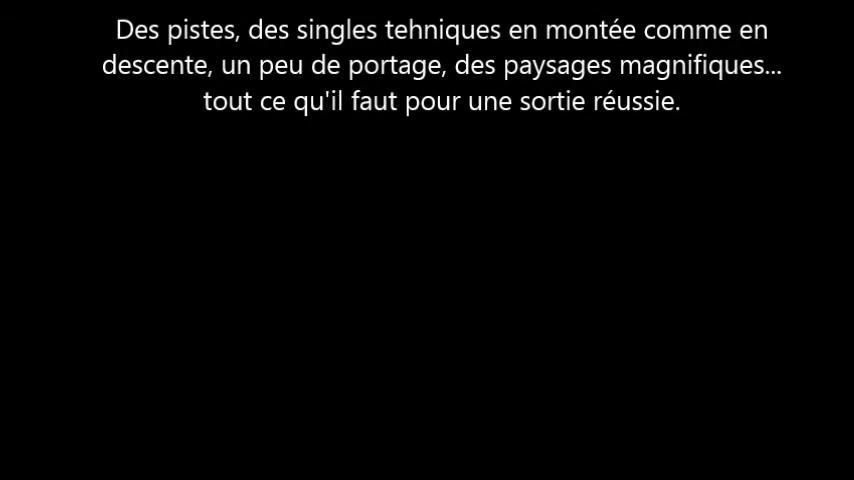 Des pistes, des singles tehniques en montée comme en
descente, un peu de portage, des paysages magnifiques...
tout ce qu'il faut pour une sortie réussie.